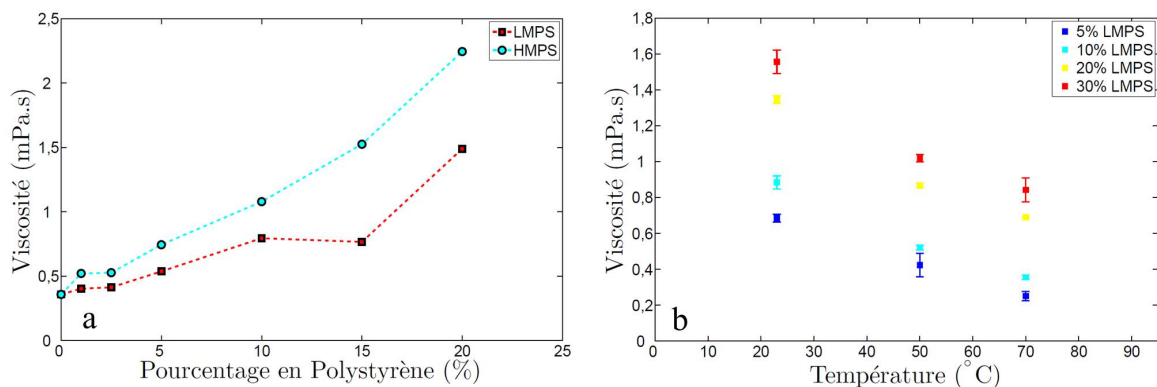 2,5
2
1,5
1
0,5
0
Viscosité (mPa.s)
LMPS
HMPS
a
0 5 10 15 20 25
Pourcentage en Polystyrène (%)
1,8
1,6
1,4
1,2
1
0,8
0,6
0,4
0,2
0
Viscosité (mPa.s)
5% LMPS
10% LMPS
20% LMPS
30% LMPS
b
0 10 20 30 40 50 60 70 80 90
Température (°C)